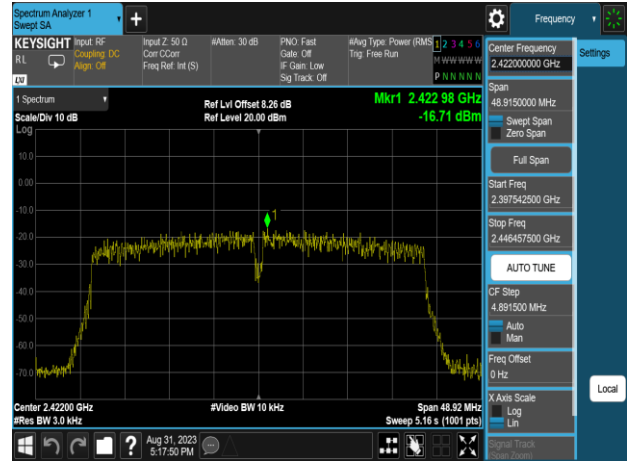 Spectrum Analyzer 1
Swept SA
+
Frequency
KEYSIGHT
Input: RF
Input Z: 50 Ω
#Atten: 30 dB
PNO: Fast
#Avg Type: Power (RMS
1 2 3 4 5 6
RL
Coupling: DC
Corr CCorr
Gate: Off
Trig: Free Run
M W W W W W
Align: Off
Freq Ref: Int (S)
IF Gain: Low
Sig Track: Off
P N N N N N
LXI
1 Spectrum
Ref Lvl Offset 8.26 dB
Mkr1 2.422 98 GHz
Scale/Div 10 dB
Ref Level 20.00 dBm
-16.71 dBm
Log
10.0
0.00
-10.0
-20.0
-30.0
-40.0
-50.0
-60.0
-70.0
1
Center 2.42200 GHz
#Video BW 10 kHz
Span 48.92 MHz
#Res BW 3.0 kHz
Sweep 5.16 s (1001 pts)
?
Aug 31, 2023
5:17:50 PM
Center Frequency
2.422000000 GHz
Settings
Span
48.9150000 MHz
Swept Span
Zero Span
Full Span
Start Freq
2.397542500 GHz
Stop Freq
2.446457500 GHz
AUTO TUNE
CF Step
4.891500 MHz
Auto
Man
Freq Offset
0 Hz
X Axis Scale
Log
Lin
Local
Signal Track
(Span Zoom)